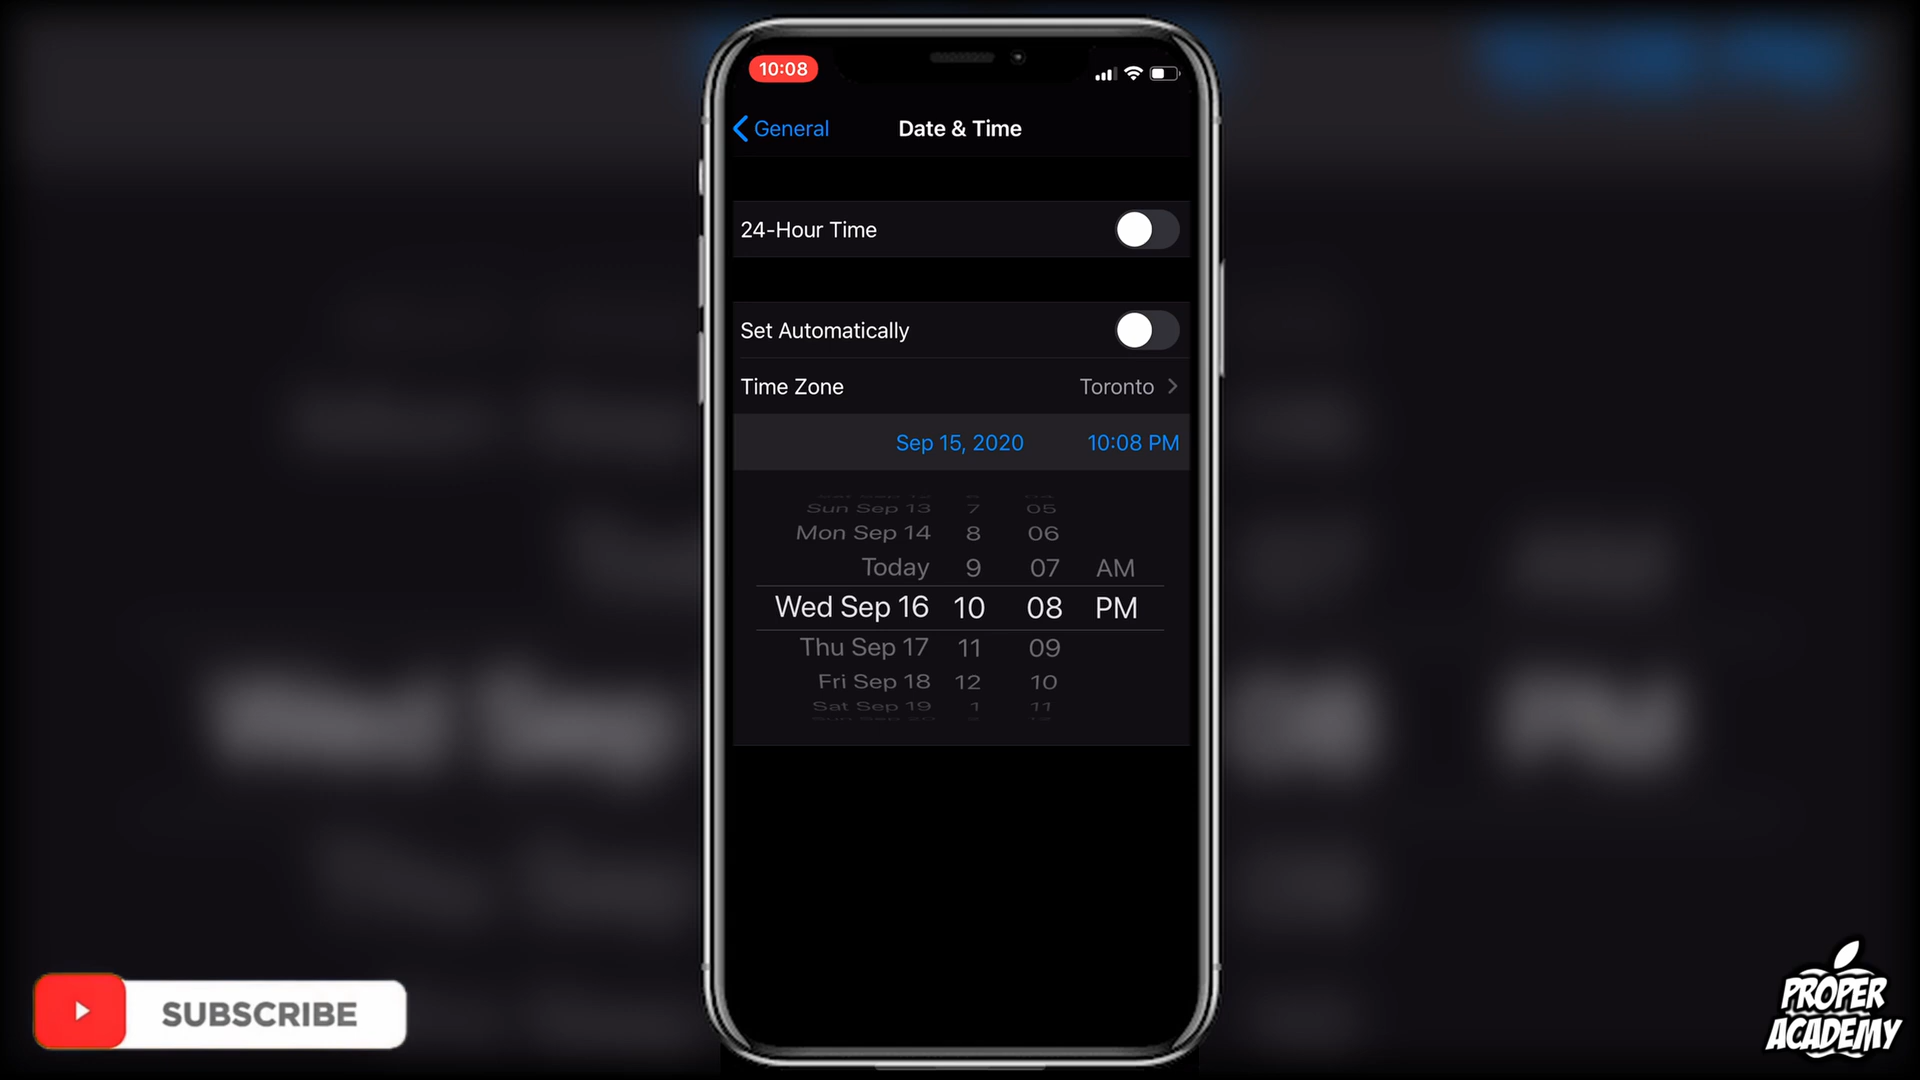 10:08
General
Date & Time
24-Hour Time
Set Automatically
Time Zone
Toronto
Sep 15, 2020 10:08 PM
Sun Sep 13 7 05
Mon Sep 14 8 06
Today 9 07 AM
Wed Sep 16 10 08 PM
Thu Sep 17 11 09
Fri Sep 18 12 10
Sat Sep 19 1 11
SUBSCRIBE
PROPER
ACADEMY